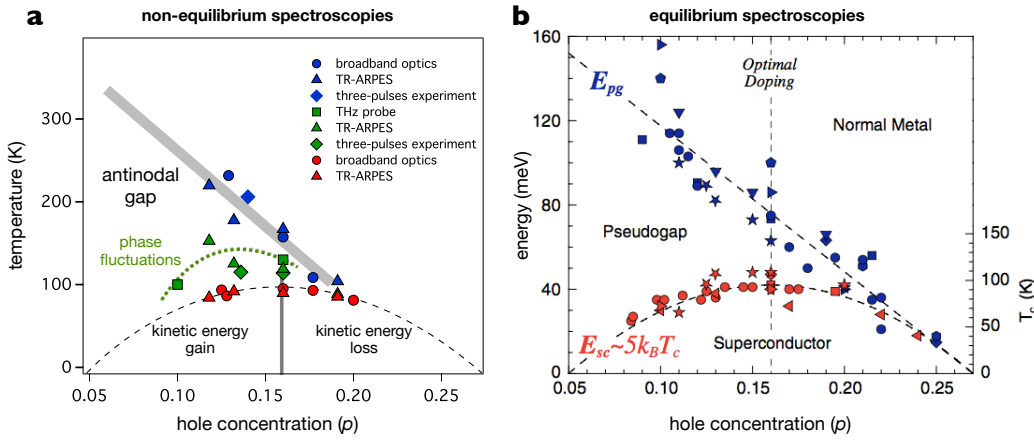 a
non-equilibrium spectroscopies
temperature (K)
300
200
100
0
0.05
0.10
0.15
0.20
0.25
hole concentration (p)
broadband optics
TR-ARPES
three-pulses experiment
THz probe
TR-ARPES
three-pulses experiment
broadband optics
TR-ARPES
antinodal
gap
phase
fluctuations
kinetic energy
gain
kinetic energy
loss
b
equilibrium spectroscopies
energy (meV)
160
120
80
40
0
0.05
0.10
0.15
0.20
0.25
hole concentration (p)
150
100
50
0
T_c (K)
E_pg
Optimal
Doping
Normal Metal
Pseudogap
E_sc~5k_BT_c
Superconductor